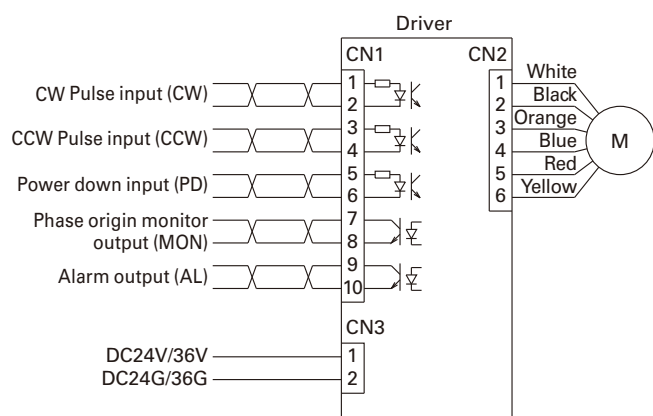 Driver
CN1
CN2
CW Pulse input (CW)
1
2
CCW Pulse input (CCW)
3
4
Power down input (PD)
5
6
Phase origin monitor
output (MON)
7
8
Alarm output (AL)
9
10
1
White
2
Black
3
Orange
4
Blue
5
Red
6
Yellow
M
CN3
DC24V/36V
1
DC24G/36G
2